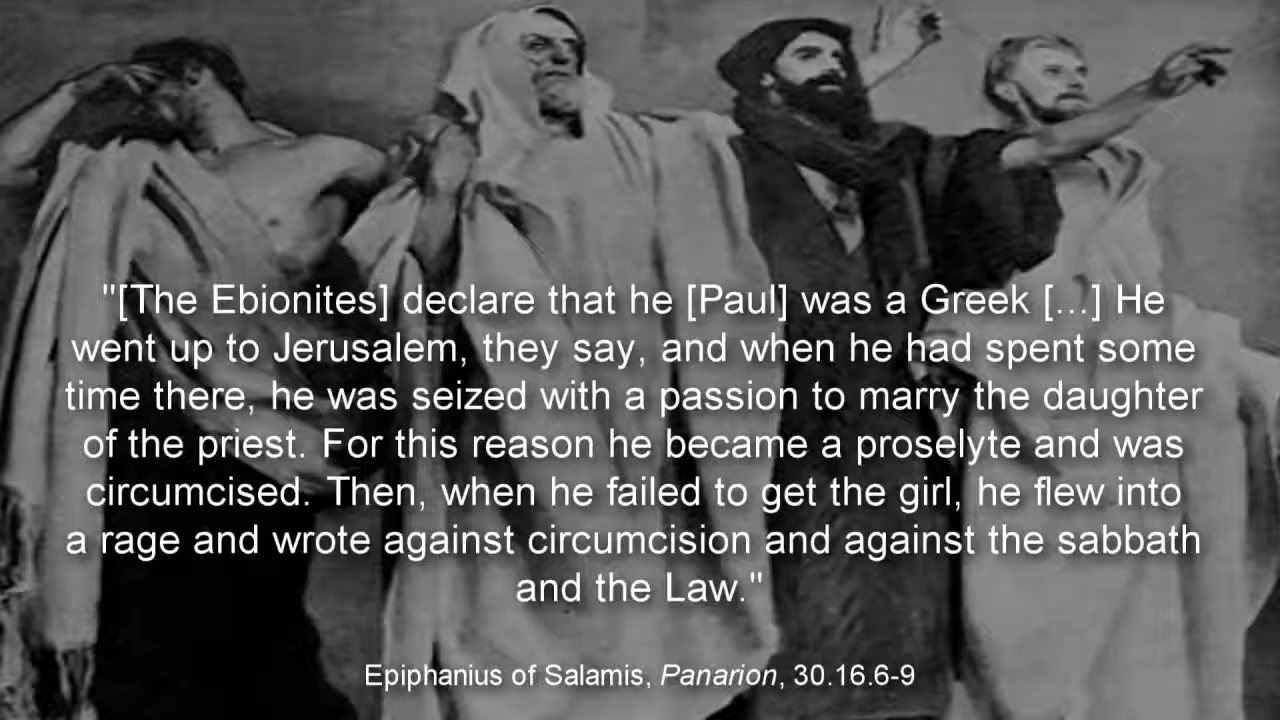 "[The Ebionites] declare that he [Paul] was a Greek [...] He
went up to Jerusalem, they say, and when he had spent some
time there, he was seized with a passion to marry the daughter
of the priest. For this reason he became a proselyte and was
circumcised. Then, when he failed to get the girl, he flew into
a rage and wrote against circumcision and against the sabbath
and the Law."
Epiphanius of Salamis, Panarion, 30.16.6-9